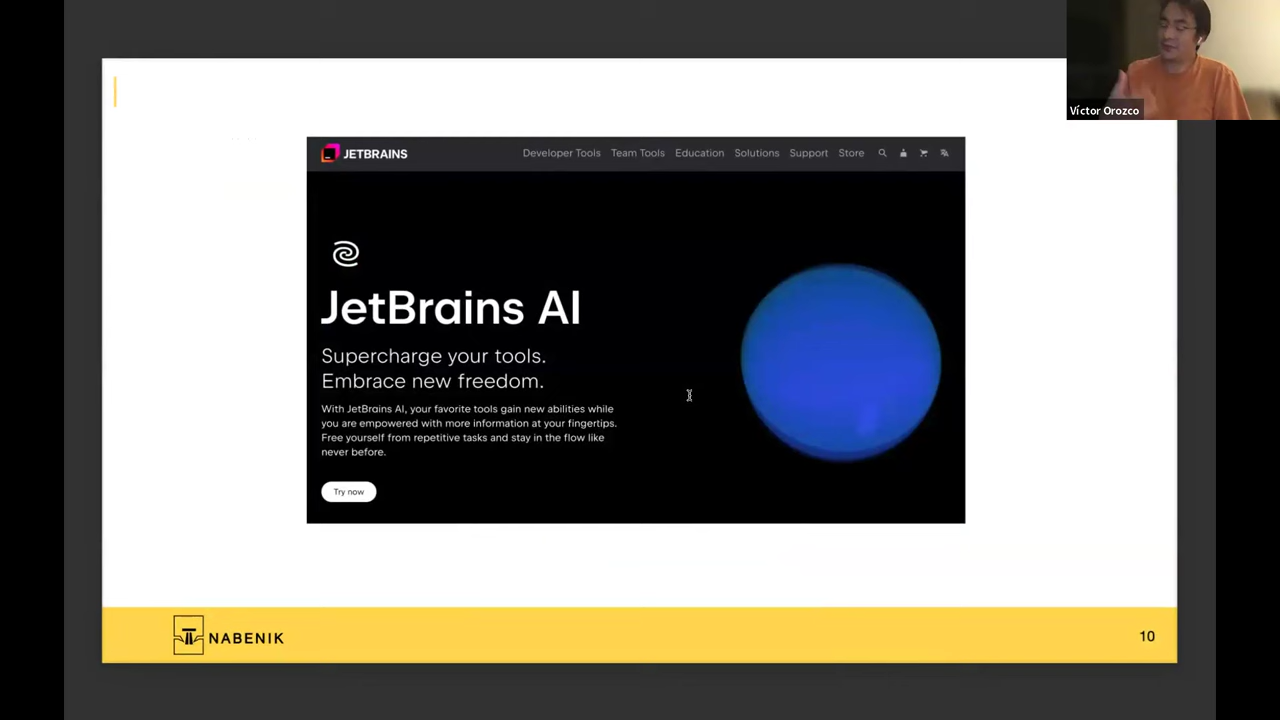 Víctor Orozco
JETBRAINS
Developer Tools Team Tools Education Solutions Support Store
JetBrains AI
Supercharge your tools.
Embrace new freedom.
With JetBrains AI, your favorite tools gain new abilities while
you are empowered with more information at your fingertips.
Free yourself from repetitive tasks and stay in the flow like
never before.
Try now
NABENIK
10